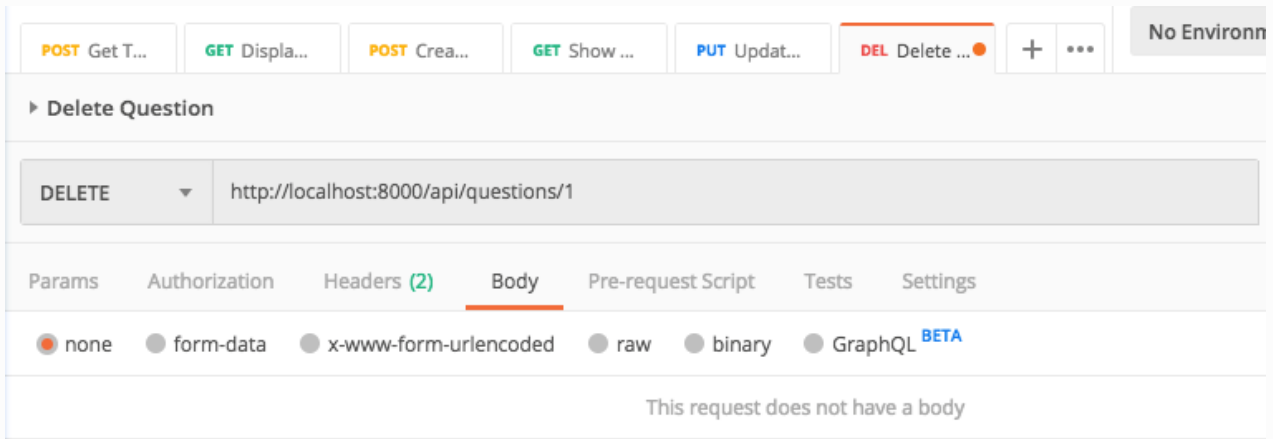 POST Get T... GET Displa... POST Crea... GET Show ... PUT Updat... DEL Delete ... + ••• No Environm
Delete Question
DELETE http://localhost:8000/api/questions/1
Params Authorization Headers (2) Body Pre-request Script Tests Settings
none form-data x-www-form-urlencoded raw binary GraphQL BETA
This request does not have a body